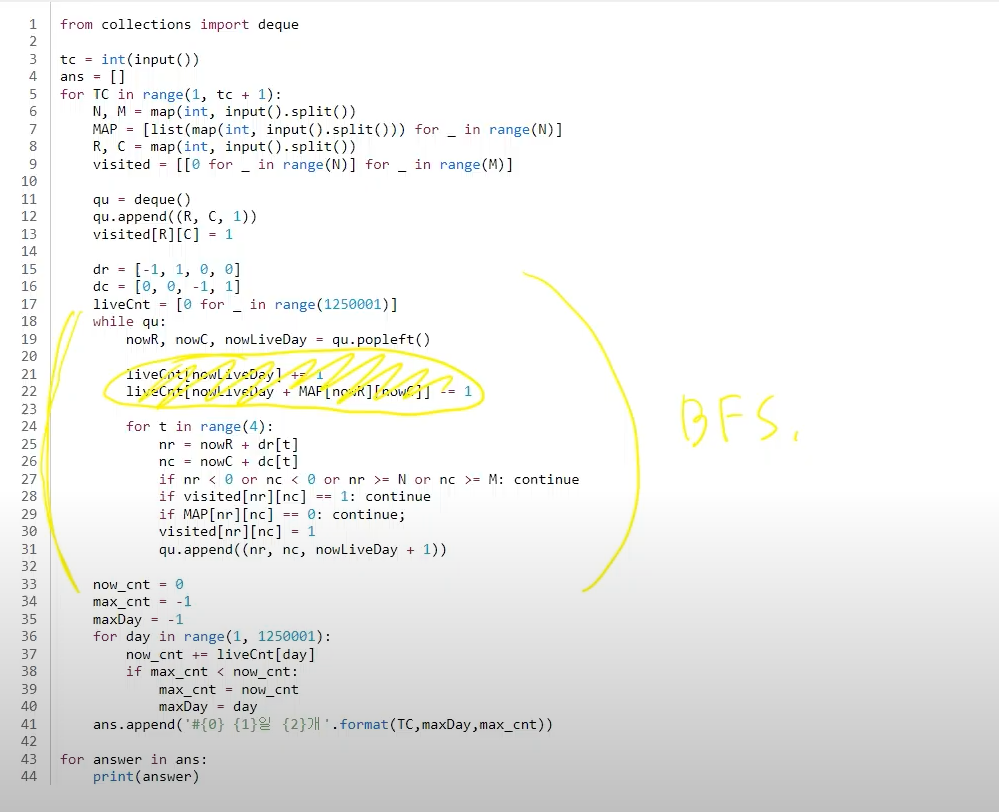 1 from collections import deque
2
3 tc = int(input())
4 ans = []
5 for TC in range(1, tc + 1):
6     N, M = map(int, input().split())
7     MAP = [list(map(int, input().split())) for _ in range(N)]
8     R, C = map(int, input().split())
9     visited = [[0 for _ in range(N)] for _ in range(M)]
10
11     qu = deque()
12     qu.append((R, C, 1))
13     visited[R][C] = 1
14
15     dr = [-1, 1, 0, 0]
16     dc = [0, 0, -1, 1]
17     liveCnt = [0 for _ in range(1250001)]
18     while qu:
19         nowR, nowC, nowLiveDay = qu.popleft()
20
21         liveCnt[nowLiveDay] += 1
22         liveCnt[nowLiveDay + MAP[nowR][nowC]] -= 1
23
24         for t in range(4):
25             nr = nowR + dr[t]
26             nc = nowC + dc[t]
27             if nr < 0 or nc < 0 or nr >= N or nc >= M: continue
28             if visited[nr][nc] == 1: continue
29             if MAP[nr][nc] == 0: continue;
30             visited[nr][nc] = 1
31             qu.append((nr, nc, nowLiveDay + 1))
32
33     now_cnt = 0
34     max_cnt = -1
35     maxDay = -1
36     for day in range(1, 1250001):
37         now_cnt += liveCnt[day]
38         if max_cnt < now_cnt:
39             max_cnt = now_cnt
40             maxDay = day
41     ans.append('#{0} {1}일 {2}개'.format(TC,maxDay,max_cnt))
42
43 for answer in ans:
44     print(answer)
BFS.